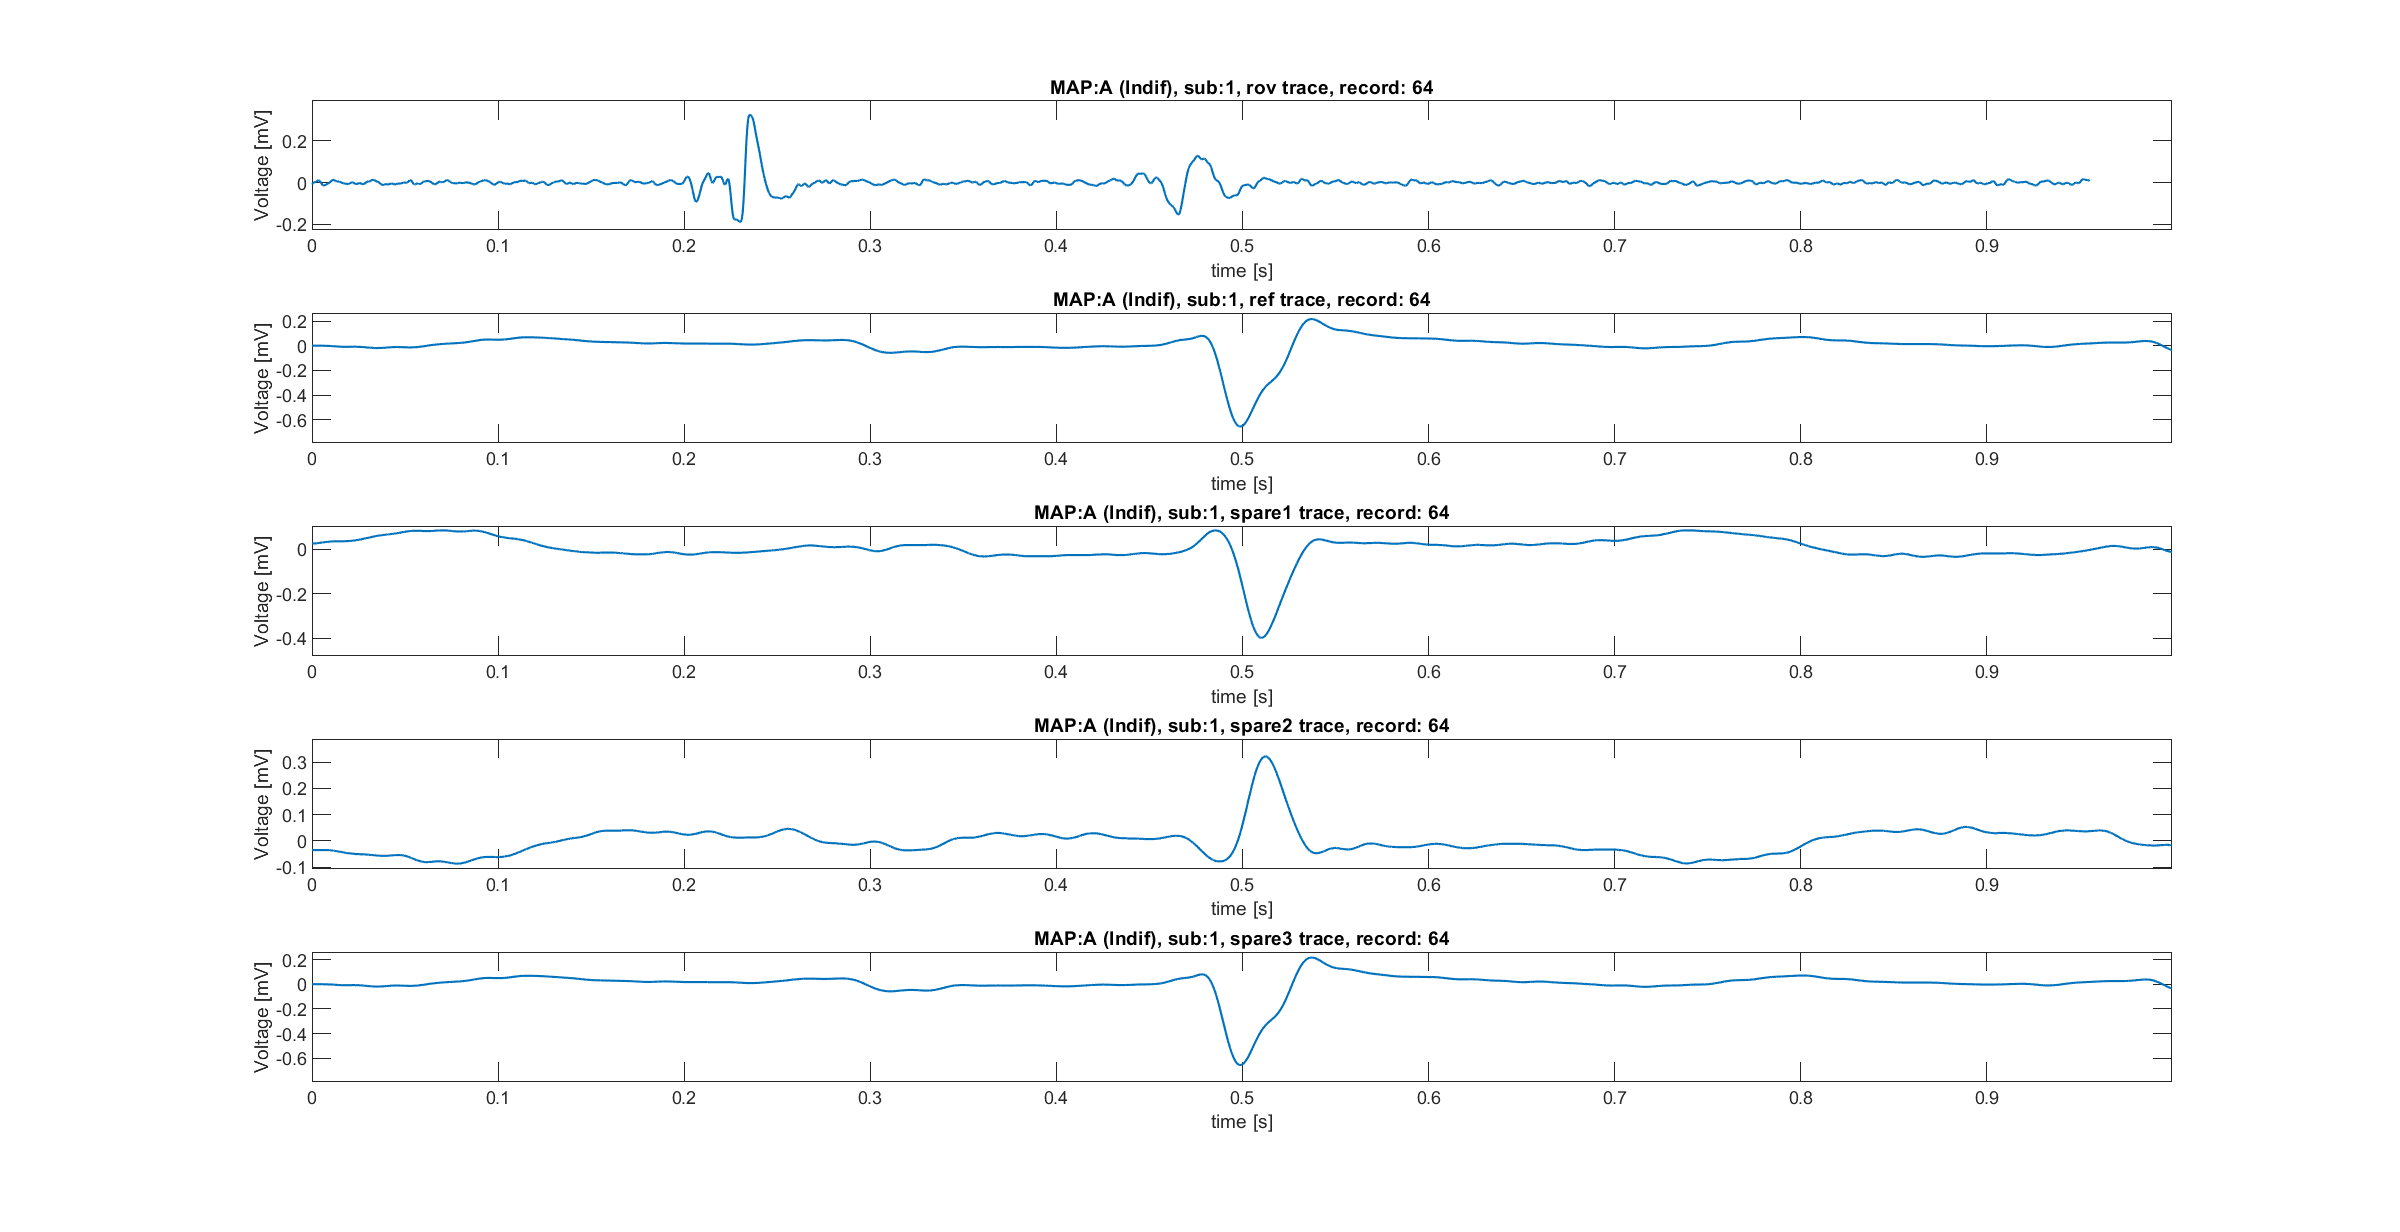 MAP:A (Indif), sub:1, rov trace, record: 64
Voltage [mV]
0.2
0
-0.2
0 0.1 0.2 0.3 0.4 0.5 0.6 0.7 0.8 0.9
time [s]
MAP:A (Indif), sub:1, ref trace, record: 64
Voltage [mV]
0.2
0
-0.2
-0.4
-0.6
0 0.1 0.2 0.3 0.4 0.5 0.6 0.7 0.8 0.9
time [s]
MAP:A (Indif), sub:1, spare1 trace, record: 64
Voltage [mV]
0
-0.2
-0.4
0 0.1 0.2 0.3 0.4 0.5 0.6 0.7 0.8 0.9
time [s]
MAP:A (Indif), sub:1, spare2 trace, record: 64
Voltage [mV]
0.3
0.2
0.1
0
-0.1
0 0.1 0.2 0.3 0.4 0.5 0.6 0.7 0.8 0.9
time [s]
MAP:A (Indif), sub:1, spare3 trace, record: 64
Voltage [mV]
0.2
0
-0.2
-0.4
-0.6
0 0.1 0.2 0.3 0.4 0.5 0.6 0.7 0.8 0.9
time [s]